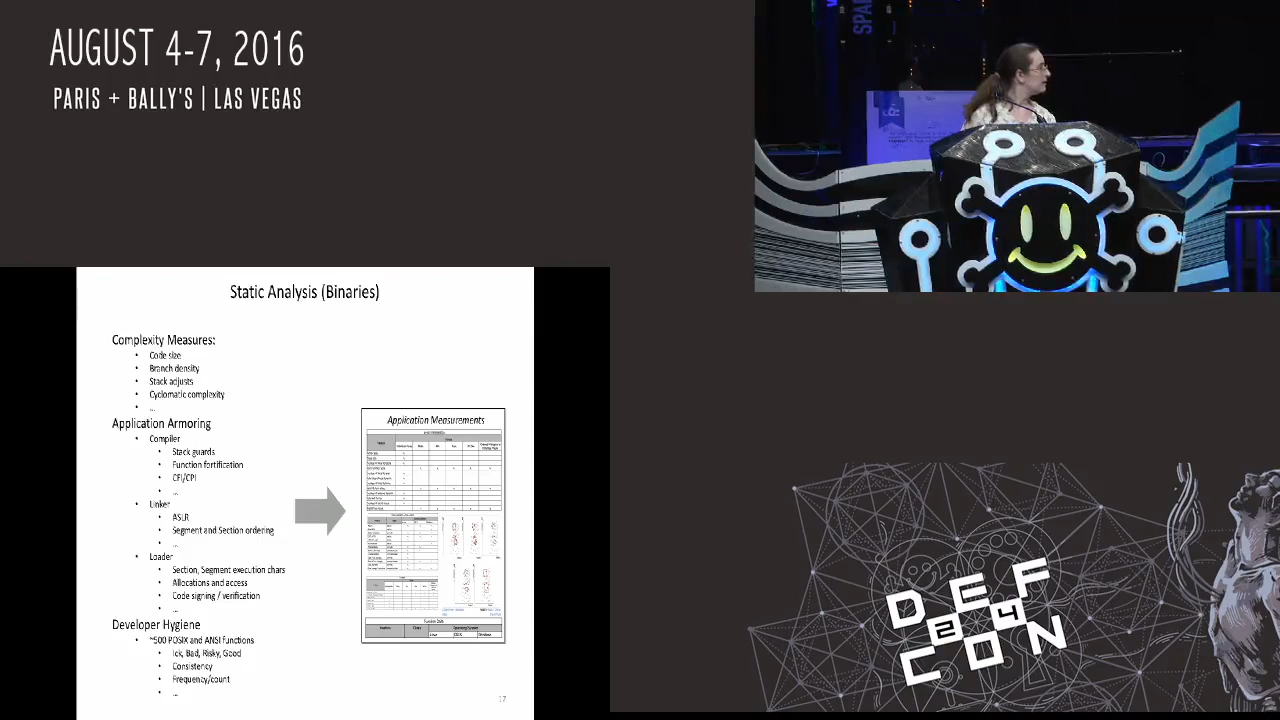 AUGUST 4-7, 2016
PARIS + BALLY'S | LAS VEGAS
Static Analysis (Binaries)
Complexity Measures:
• Code size
• Branch density
• Stack adjusts
• Cyclomatic complexity
• ...
Application Armoring
• Compiler
• Stack guards
• Function fortification
• CFI/CPI
• ...
• Linker
• ASLR
• Segment and Section ordering
• ...
• Loader
• Section, Segment execution chars
• Allocations and access
• Code signing / verification
• ...
Developer Hygiene
• ~500 POSIX and ANSI functions
• Ick, Bad, Risky, Good
• Consistency
• Frequency/count
• ...
Application Measurements
17
DEF
24
CON